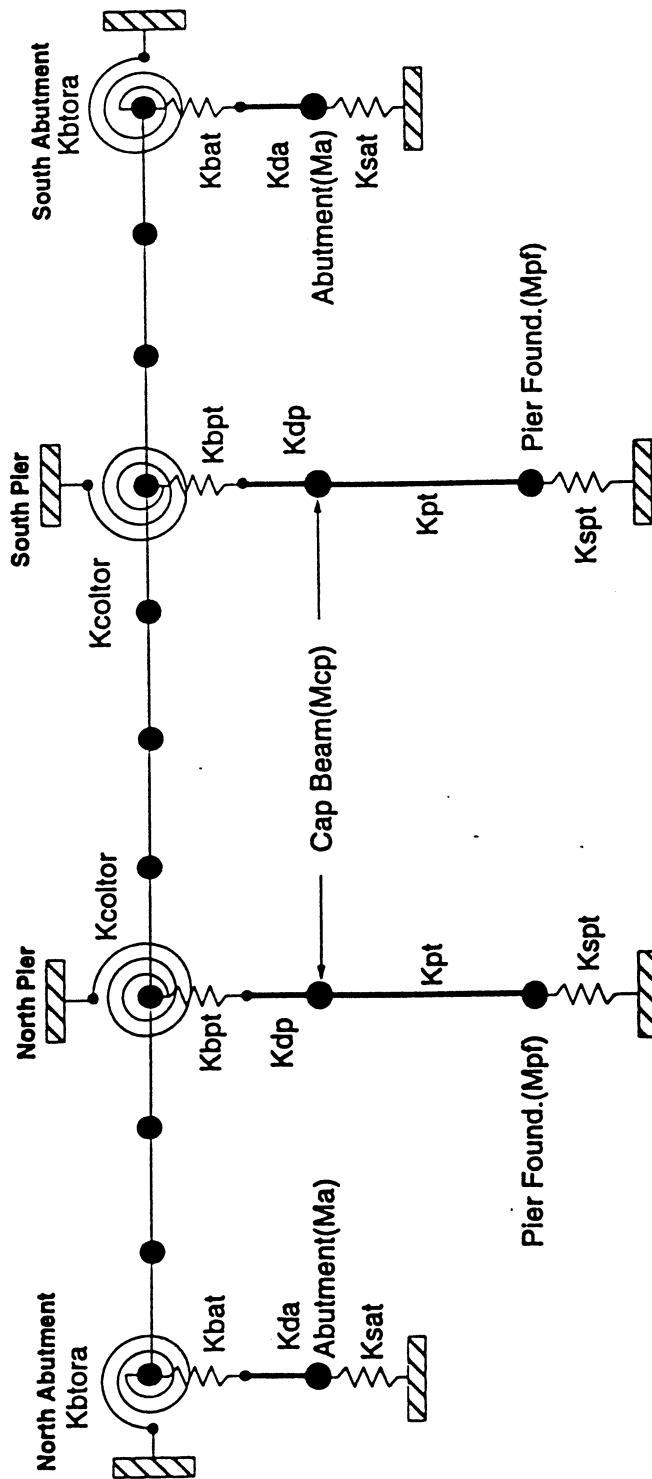 North Abutment
Kbtora
North Pier
Kcoltor
Kcoltor
South Pier
South Abutment
Kbtora
Kbat
Kda
Abutment(Ma)
Ksat
Kbpt
Kdp
Kpt
Pier Found.(Mpf)
Kspt
Cap Beam(Mcp)
Kbpt
Kdp
Kpt
Pier Found.(Mpf)
Kspt
Kbat
Kda
Abutment(Ma)
Ksat